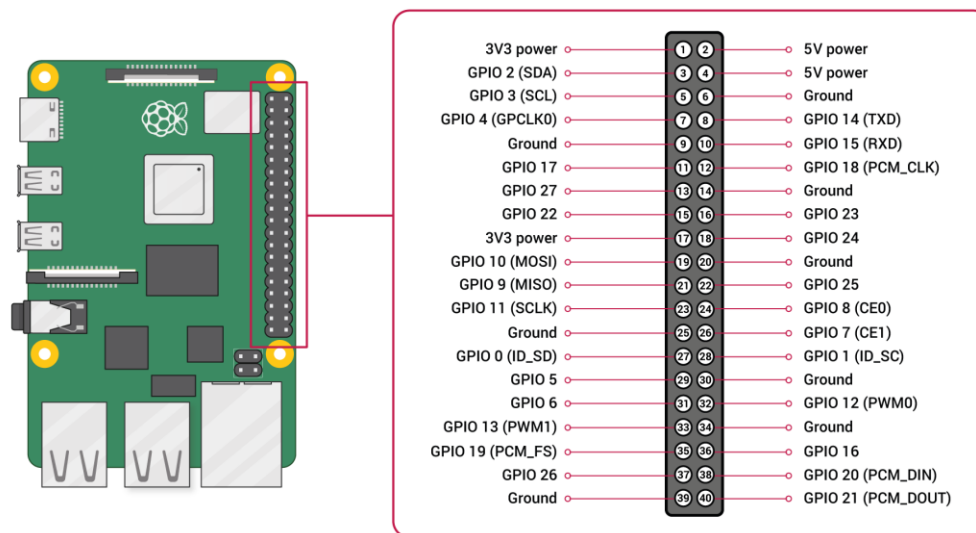 3V3 power 1 2 5V power
GPIO 2 (SDA) 3 4 5V power
GPIO 3 (SCL) 5 6 Ground
GPIO 4 (GPCLK0) 7 8 GPIO 14 (TXD)
Ground 9 10 GPIO 15 (RXD)
GPIO 17 11 12 GPIO 18 (PCM_CLK)
GPIO 27 13 14 Ground
GPIO 22 15 16 GPIO 23
3V3 power 17 18 GPIO 24
GPIO 10 (MOSI) 19 20 Ground
GPIO 9 (MISO) 21 22 GPIO 25
GPIO 11 (SCLK) 23 24 GPIO 8 (CE0)
Ground 25 26 GPIO 7 (CE1)
GPIO 0 (ID_SD) 27 28 GPIO 1 (ID_SC)
GPIO 5 29 30 Ground
GPIO 6 31 32 GPIO 12 (PWM0)
GPIO 13 (PWM1) 33 34 Ground
GPIO 19 (PCM_FS) 35 36 GPIO 16
GPIO 26 37 38 GPIO 20 (PCM_DIN)
Ground 39 40 GPIO 21 (PCM_DOUT)